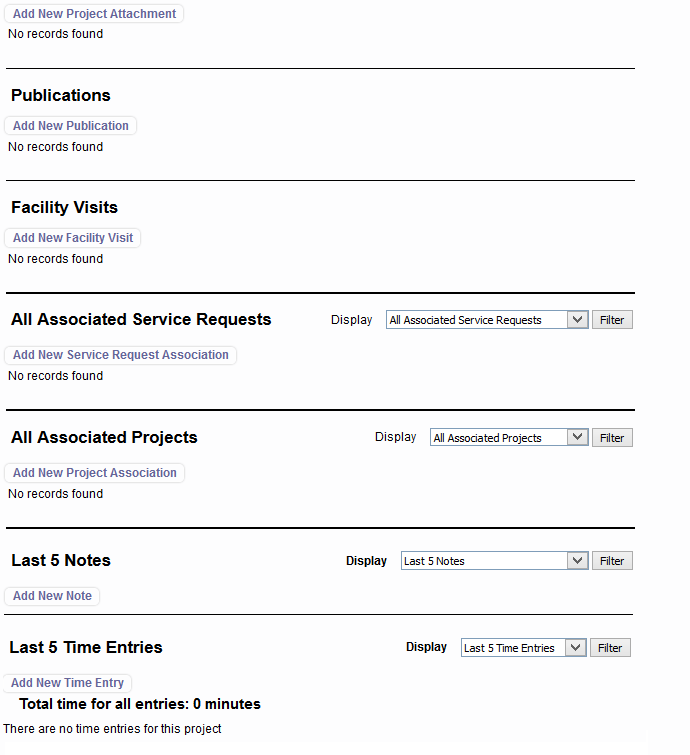 Add New Project Attachment
No records found
Publications
Add New Publication
No records found
Facility Visits
Add New Facility Visit
No records found
All Associated Service Requests Display All Associated Service Requests Filter
Add New Service Request Association
No records found
All Associated Projects Display All Associated Projects Filter
Add New Project Association
No records found
Last 5 Notes Display Last 5 Notes Filter
Add New Note
Last 5 Time Entries Display Last 5 Time Entries Filter
Add New Time Entry
Total time for all entries: 0 minutes
There are no time entries for this project